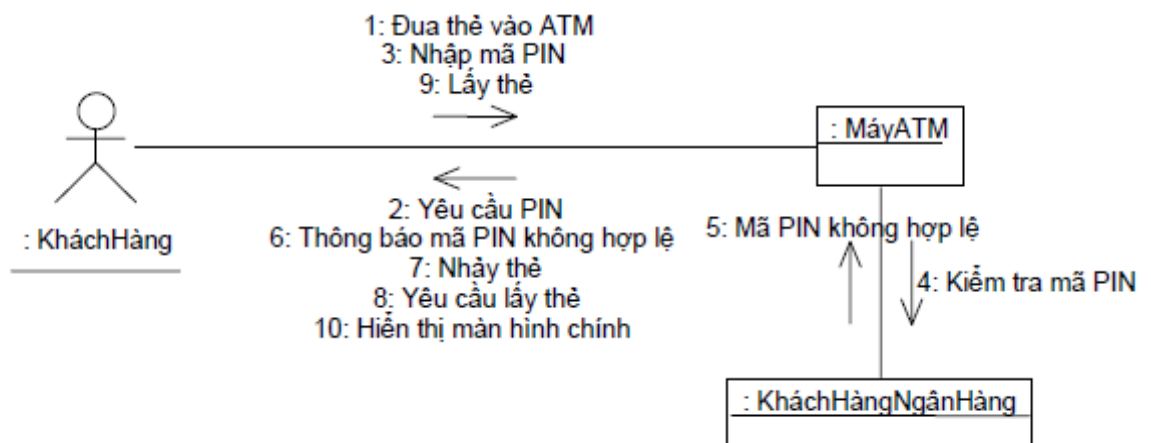 1: Đua thẻ vào ATM
3: Nhập mã PIN
9: Lấy thẻ
: MáyATM
2: Yêu cầu PIN
: KháchHàng
6: Thông báo mã PIN không hợp lệ
5: Mã PIN không hợp lệ
7: Nhảy thẻ
8: Yêu cầu lấy thẻ
4: Kiểm tra mã PIN
10: Hiển thị màn hình chính
: KháchHàngNgânHàng